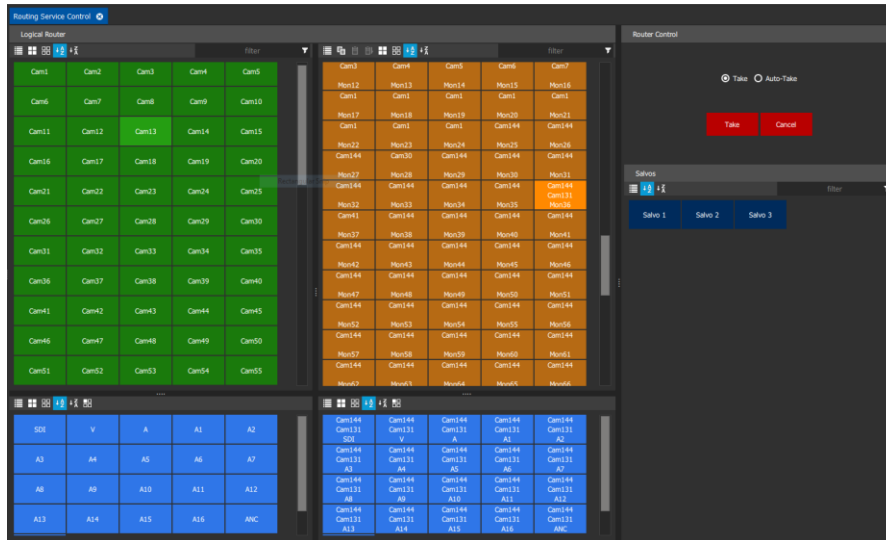 Routing Service Control
Logical Router
Router Control
filter
filter
Cam1 Cam2 Cam3 Cam4 Cam5
Cam6 Cam7 Cam8 Cam9 Cam10
Cam11 Cam12 Cam13 Cam14 Cam15
Cam16 Cam17 Cam18 Cam19 Cam20
Cam21 Cam22 Cam23 Cam24 Cam25
Cam26 Cam27 Cam28 Cam29 Cam30
Cam31 Cam32 Cam33 Cam34 Cam35
Cam36 Cam37 Cam38 Cam39 Cam40
Cam41 Cam42 Cam43 Cam44 Cam45
Cam46 Cam47 Cam48 Cam49 Cam50
Cam51 Cam52 Cam53 Cam54 Cam55
Cam3 Cam4 Cam5 Cam6 Cam7
Mon12 Mon13 Mon14 Mon15 Mon16
Cam1 Cam1 Cam1 Cam1 Cam1
Mon17 Mon18 Mon19 Mon20 Mon21
Cam1 Cam1 Cam1 Cam144 Cam144
Mon22 Mon23 Mon24 Mon25 Mon26
Cam144 Cam30 Cam144 Cam144 Cam144
Mon27 Mon28 Mon29 Mon30 Mon31
Cam144 Cam144 Cam144 Cam144 Cam144
Cam131
Mon32 Mon33 Mon34 Mon35 Mon36
Cam41 Cam144 Cam144 Cam144 Cam144
Mon37 Mon38 Mon39 Mon40 Mon41
Cam144 Cam144 Cam144 Cam144 Cam144
Mon42 Mon43 Mon44 Mon45 Mon46
Cam144 Cam144 Cam144 Cam144 Cam144
Mon47 Mon48 Mon49 Mon50 Mon51
Cam144 Cam144 Cam144 Cam144 Cam144
Mon52 Mon53 Mon54 Mon55 Mon56
Cam144 Cam144 Cam144 Cam144 Cam144
Mon57 Mon58 Mon59 Mon60 Mon61
Cam144 Cam144 Cam144 Cam144 Cam144
Mon62 Mon63 Mon64 Mon65 Mon66
Take Auto-Take
Take Cancel
Salvos
filter
Salvo 1 Salvo 2 Salvo 3
SDI V A A1 A2
A3 A4 A5 A6 A7
A8 A9 A10 A11 A12
A13 A14 A15 A16 ANC
Cam144 Cam144 Cam144 Cam144 Cam144
Cam131 Cam131 Cam131 Cam131 Cam131
SDI V A A1 A2
Cam144 Cam144 Cam144 Cam144 Cam144
Cam131 Cam131 Cam131 Cam131 Cam131
A3 A4 A5 A6 A7
Cam144 Cam144 Cam144 Cam144 Cam144
Cam131 Cam131 Cam131 Cam131 Cam131
A8 A9 A10 A11 A12
Cam144 Cam144 Cam144 Cam144 Cam144
Cam131 Cam131 Cam131 Cam131 Cam131
A13 A14 A15 A16 ANC